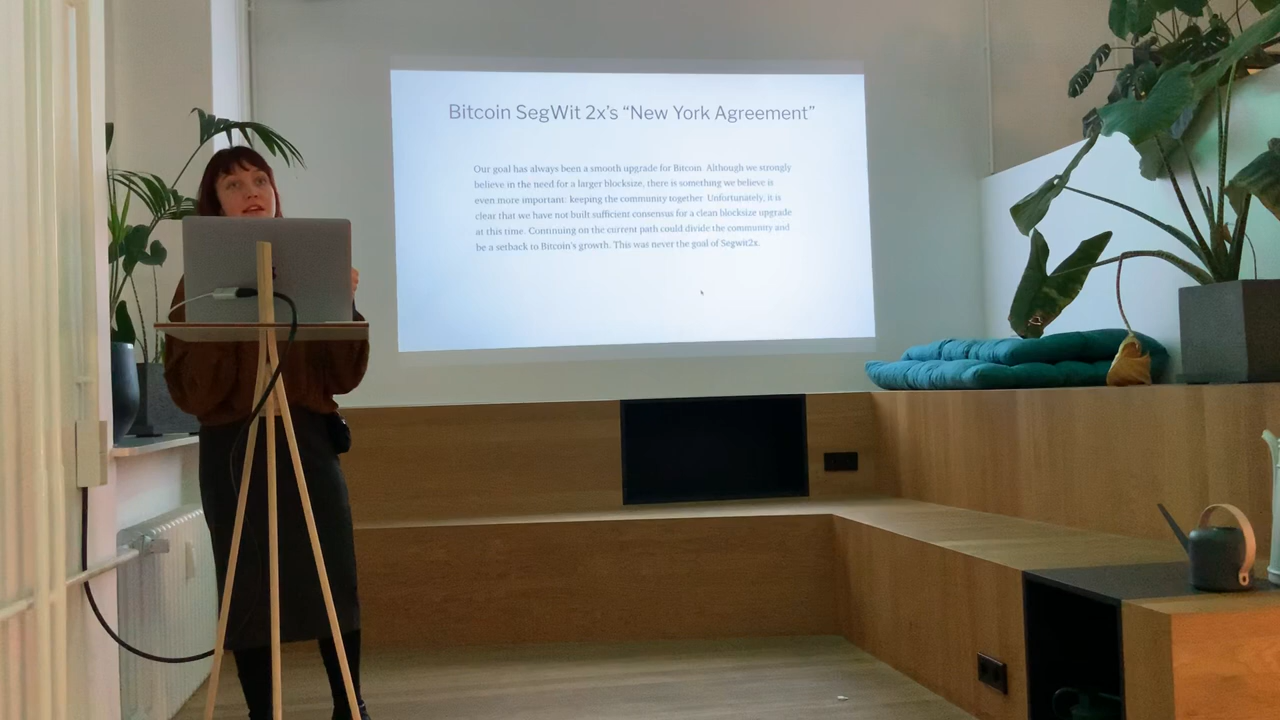 Bitcoin SegWit 2x's “New York Agreement”
Our goal has always been a smooth upgrade for Bitcoin. Although we strongly
believe in the need for a larger blocksize, there is something we believe is
even more important: keeping the community together. Unfortunately, it is
clear that we have not built sufficient consensus for a clean blocksize upgrade
at this time. Continuing on the current path could divide the community and
be a setback to Bitcoin's growth. This was never the goal of Segwit2x.